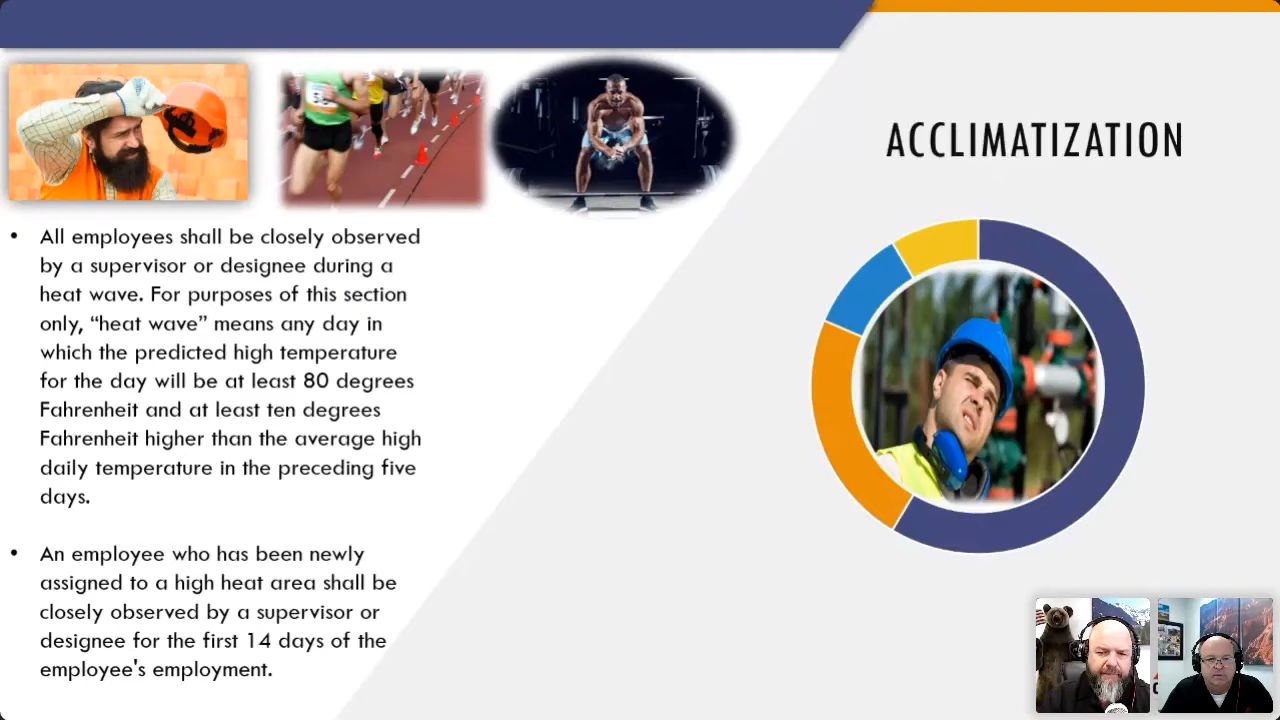 ACCLIMATIZATION
• All employees shall be closely observed
by a supervisor or designee during a
heat wave. For purposes of this section
only, “heat wave” means any day in
which the predicted high temperature
for the day will be at least 80 degrees
Fahrenheit and at least ten degrees
Fahrenheit higher than the average high
daily temperature in the preceding five
days.
• An employee who has been newly
assigned to a high heat area shall be
closely observed by a supervisor or
designee for the first 14 days of the
employee's employment.